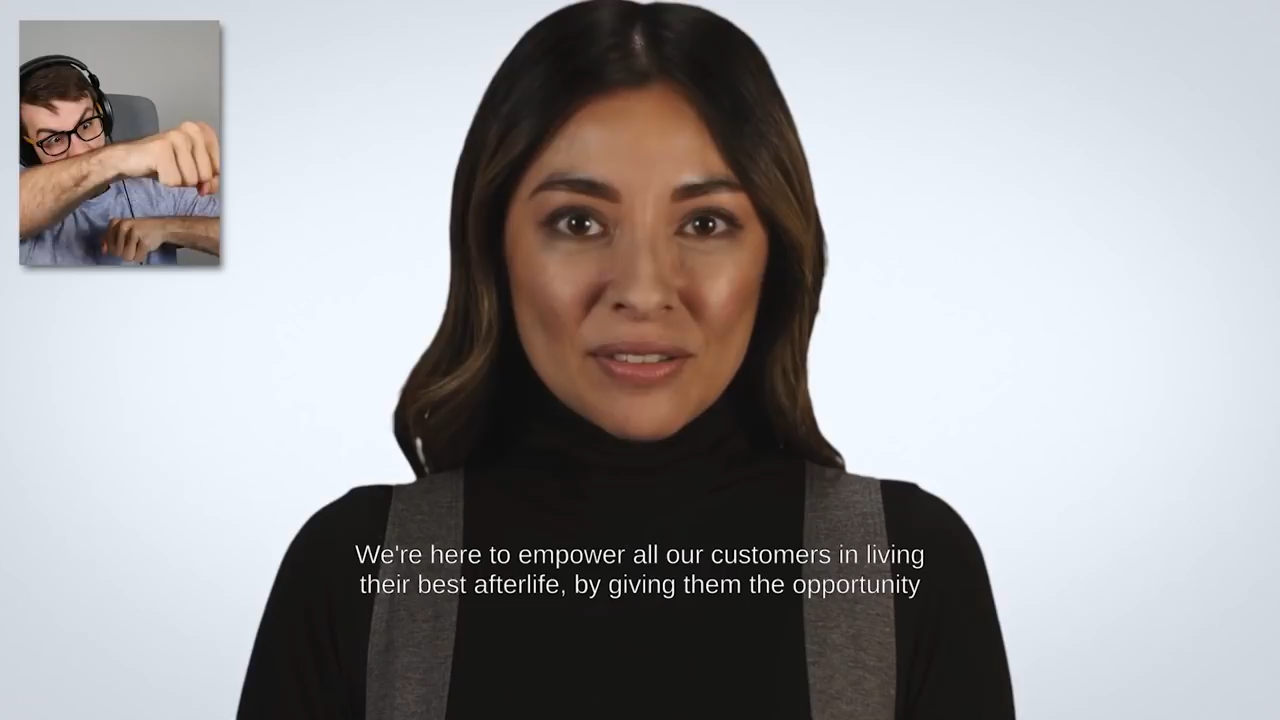 We're here to empower all our customers in living
their best afterlife, by giving them the opportunity